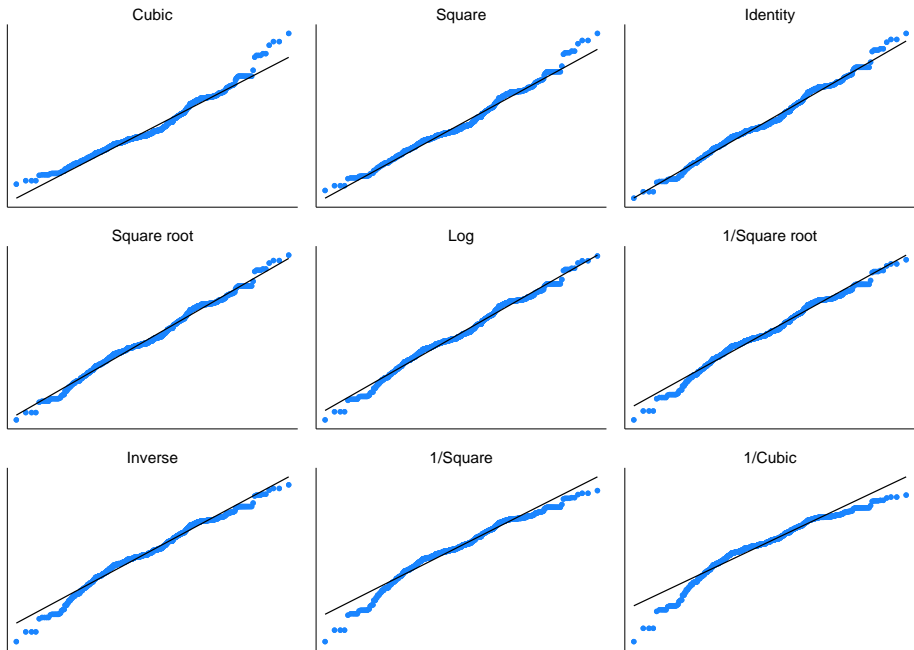 Cubic
Square
Identity
Square root
Log
1/Square root
Inverse
1/Square
1/Cubic